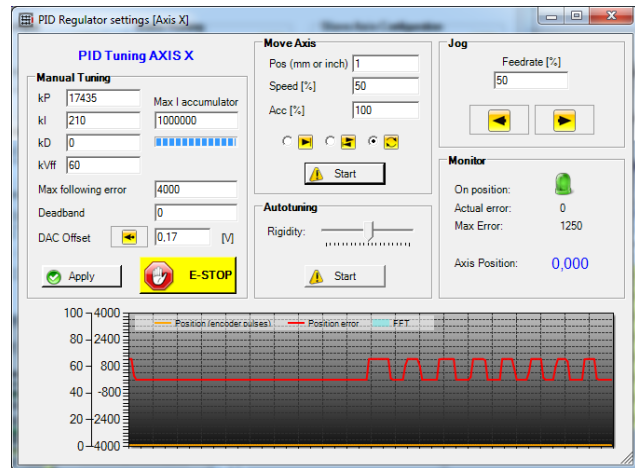 PID Regulator settings [Axis X]
PID Tuning AXIS X
Manual Tuning
kP 17435
Max I accumulator
kI 210 1000000
kD 0
kVff 60
Max following error 4000
Deadband 0
DAC Offset 0,17 [V]
Apply
E-STOP
Move Axis
Pos (mm or inch) 1
Speed [%] 50
Acc [%] 100
Start
Autotuning
Rigidity:
Start
Jog
Feedrate [%]
50
Monitor
On position:
Actual error: 0
Max Error: 1250
Axis Position: 0,000
Position (encoder pulses) Position error FFT
100 4000
80 2400
60 800
40 -800
20 -2400
0 -4000